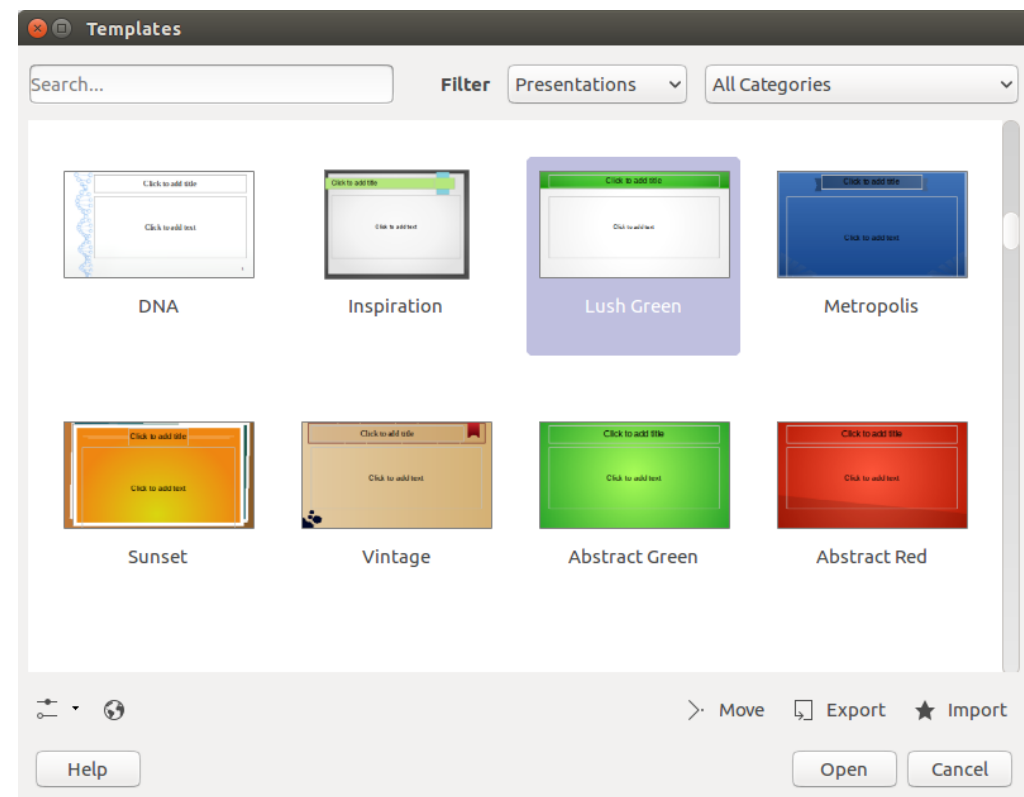 Templates
Search... Filter Presentations All Categories
Click to add title Click to add title Click to add title Click to add title
Click to add text Click to add text Click to add text Click to add text
DNA Inspiration Lush Green Metropolis
Click to add title Click to add title Click to add title Click to add title
Click to add text Click to add text Click to add text Click to add text
Sunset Vintage Abstract Green Abstract Red
Move Export Import
Help Open Cancel